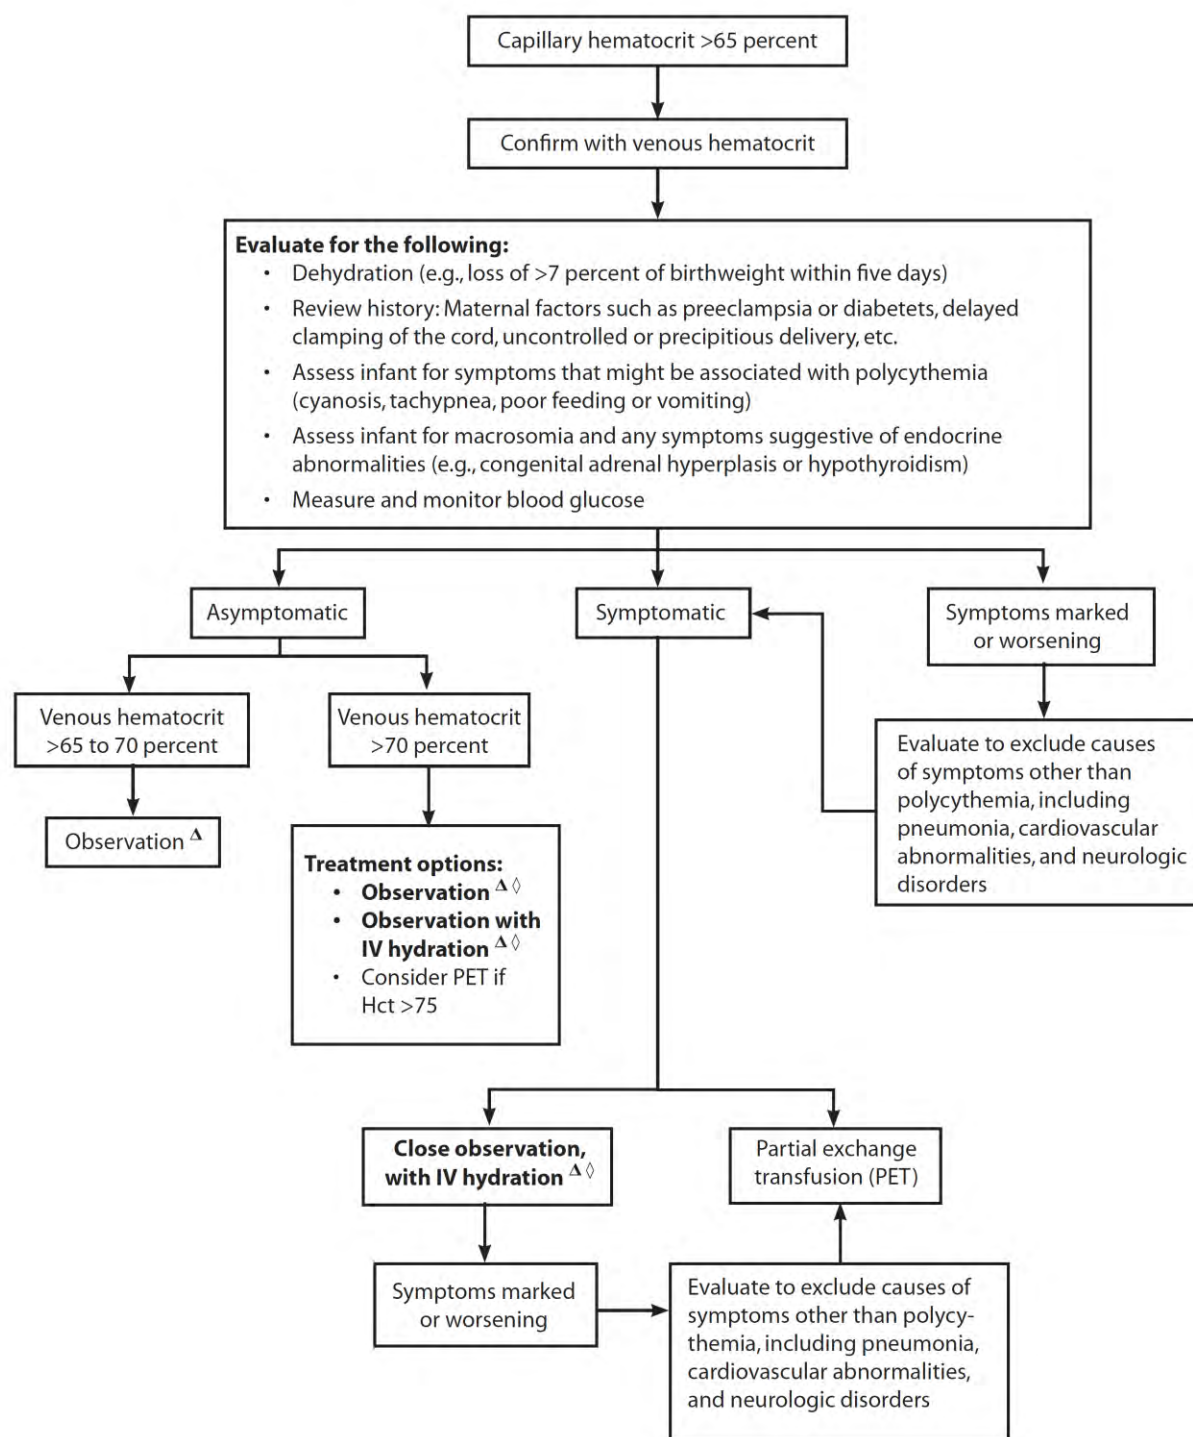 Capillary hematocrit >65 percent
Confirm with venous hematocrit
Evaluate for the following:
• Dehydration (e.g., loss of >7 percent of birthweight within five days)
• Review history: Maternal factors such as preeclampsia or diabetets, delayed
clamping of the cord, uncontrolled or precipitious delivery, etc.
• Assess infant for symptoms that might be associated with polycythemia
(cyanosis, tachypnea, poor feeding or vomiting)
• Assess infant for macrosomia and any symptoms suggestive of endocrine
abnormalities (e.g., congenital adrenal hyperplasis or hypothyroidism)
• Measure and monitor blood glucose
Asymptomatic
Symptomatic
Symptoms marked
or worsening
Venous hematocrit
>65 to 70 percent
Venous hematocrit
>70 percent
Evaluate to exclude causes
of symptoms other than
polycythemia, including
pneumonia, cardiovascular
abnormalities, and neurologic
disorders
Observation Δ
Treatment options:
• Observation Δ ◊
• Observation with
IV hydration Δ ◊
• Consider PET if
Hct >75
Close observation,
with IV hydration Δ ◊
Partial exchange
transfusion (PET)
Symptoms marked
or worsening
Evaluate to exclude causes of
symptoms other than polycy-
themia, including pneumonia,
cardiovascular abnormalities,
and neurologic disorders